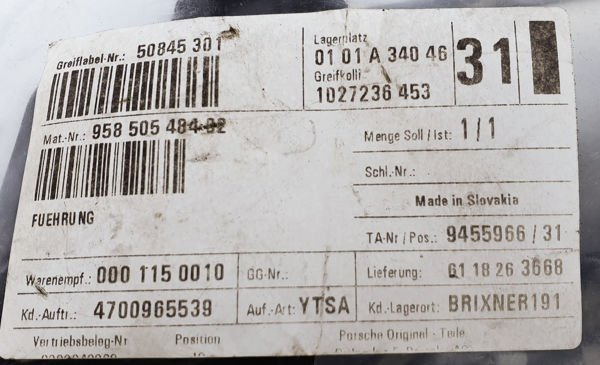 Greiflabel-Nr.: 50845 301
Lagerplatz
01 01 A 340 46
Greifkolli
1027236 453
31
Mat.-Nr.: 958 505 484 02
Menge Soll / Ist: 1 / 1
Schl.-Nr.:
FUEHRUNG
Made in Slovakia
TA-Nr / Pos.: 9455966 / 31
Warenempf.: 000 115 0010
GG-Nr.:
Lieferung: 61 18 26 3668
Kd.-Auftr.: 4700965539
Auf.-Art: YTSA
Kd.-Lagerort: BRIXNER191
Vertriebsbeleg-Nr
Position
Porsche Original - Teile